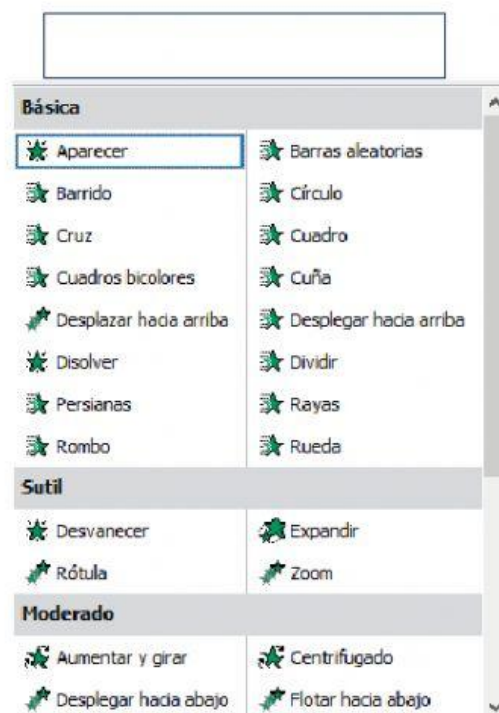 Básica
Aparecer Barras aleatorias
Barrido Círculo
Cruz Cuadro
Cuadros bicolores Cuña
Desplazar hacia arriba Desplegar hacia arriba
Disolver Dividir
Persianas Rayas
Rombo Rueda
Sutil
Desvanecer Expandir
Rótula Zoom
Moderado
Aumentar y girar Centrifugado
Desplegar hacia abajo Flotar hacia abajo